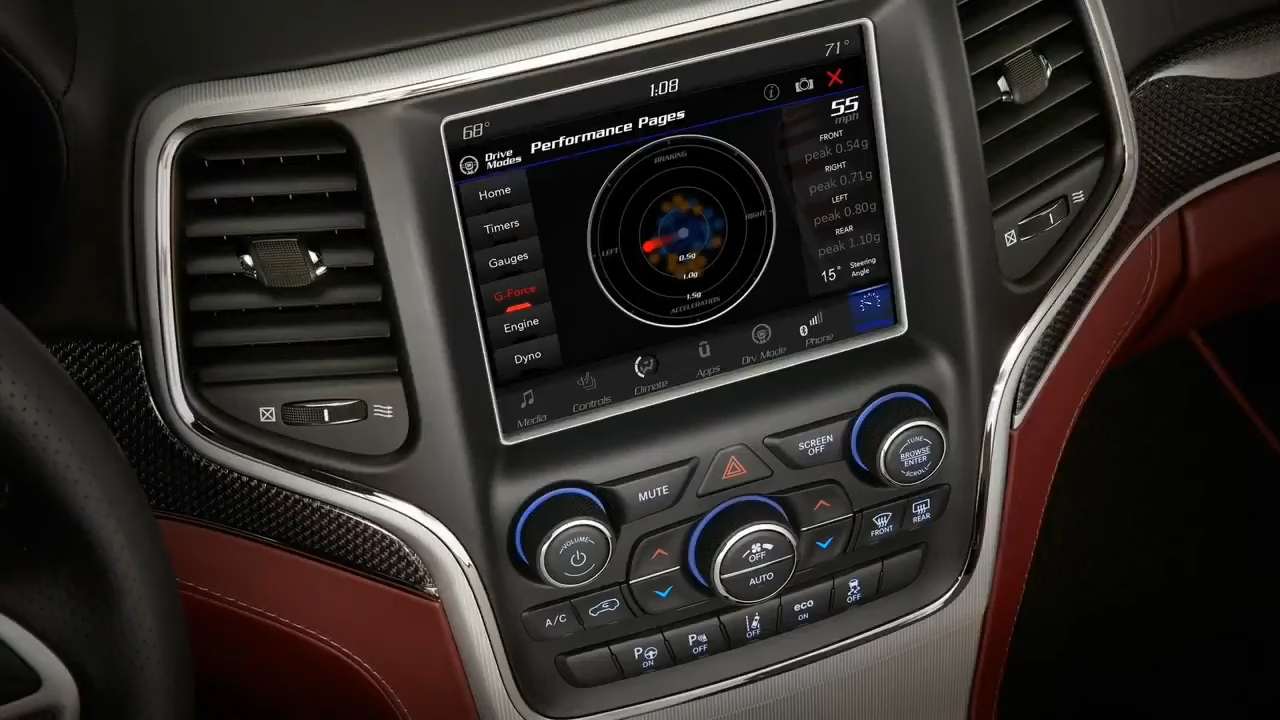 71°
1:08
68°
i
Drive
Modes
Performance Pages
55
mph
Home
Timers
Gauges
G-Force
Engine
Dyno
BRAKING
LEFT
RIGHT
0.5g
1.0g
1.5g
ACCELERATION
FRONT
peak 0.54g
RIGHT
peak 0.71g
LEFT
peak 0.80g
REAR
peak 1.10g
15° Steering
Angle
Media
Controls
Climate
Apps
Drv Mode
Phone
MUTE
SCREEN
OFF
TUNE
BROWSE
ENTER
SCROLL
VOLUME
OFF
AUTO
FRONT
REAR
A/C
P
ON
P
OFF
OFF
eco
ON
OFF